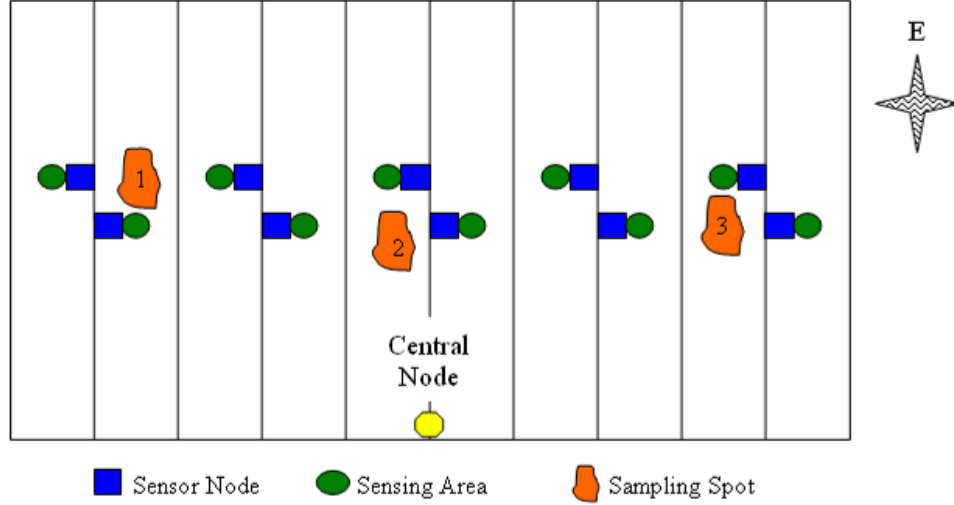 E
1
2
3
Central
Node
Sensor Node
Sensing Area
Sampling Spot